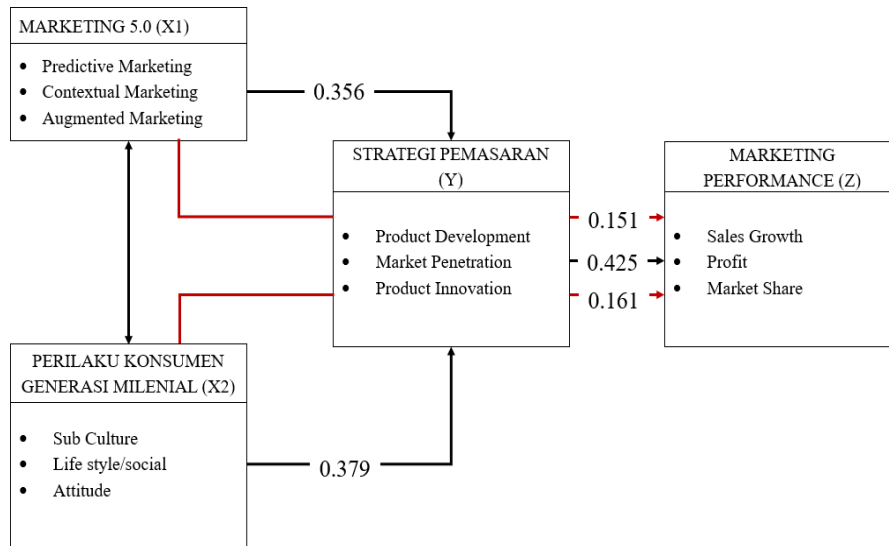 MARKETING 5.0 (X1)
• Predictive Marketing
• Contextual Marketing
• Augmented Marketing
0.356
STRATEGI PEMASARAN
(Y)
• Product Development
• Market Penetration
• Product Innovation
0.151
0.425
0.161
MARKETING
PERFORMANCE (Z)
• Sales Growth
• Profit
• Market Share
PERILAKU KONSUMEN
GENERASI MILENIAL (X2)
• Sub Culture
• Life style/social
• Attitude
0.379